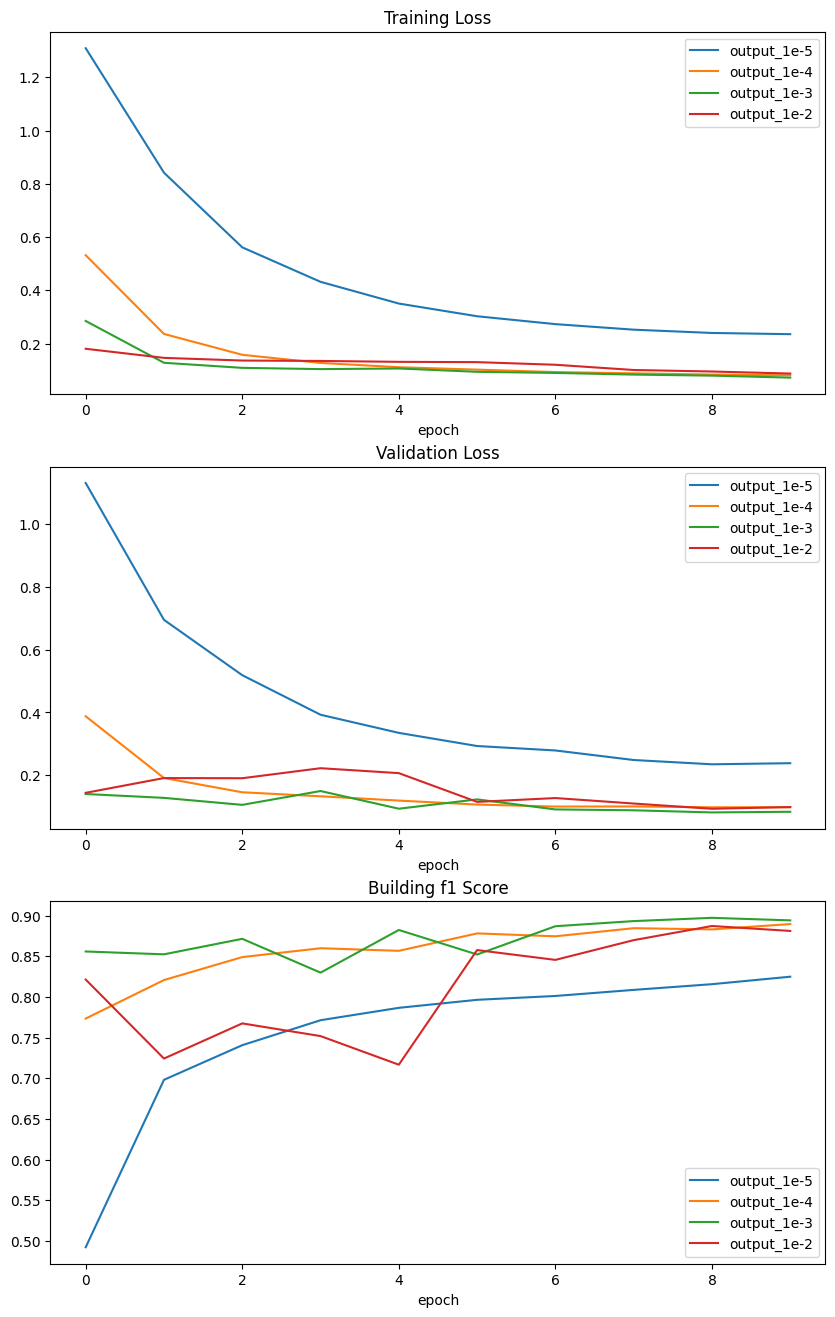 Training Loss
1.2
1.0
0.8
0.6
0.4
0.2
output_1e-5
output_1e-4
output_1e-3
output_1e-2
0 2 4 6 8
epoch
Validation Loss
1.0
0.8
0.6
0.4
0.2
output_1e-5
output_1e-4
output_1e-3
output_1e-2
0 2 4 6 8
epoch
Building f1 Score
0.90
0.85
0.80
0.75
0.70
0.65
0.60
0.55
0.50
output_1e-5
output_1e-4
output_1e-3
output_1e-2
0 2 4 6 8
epoch